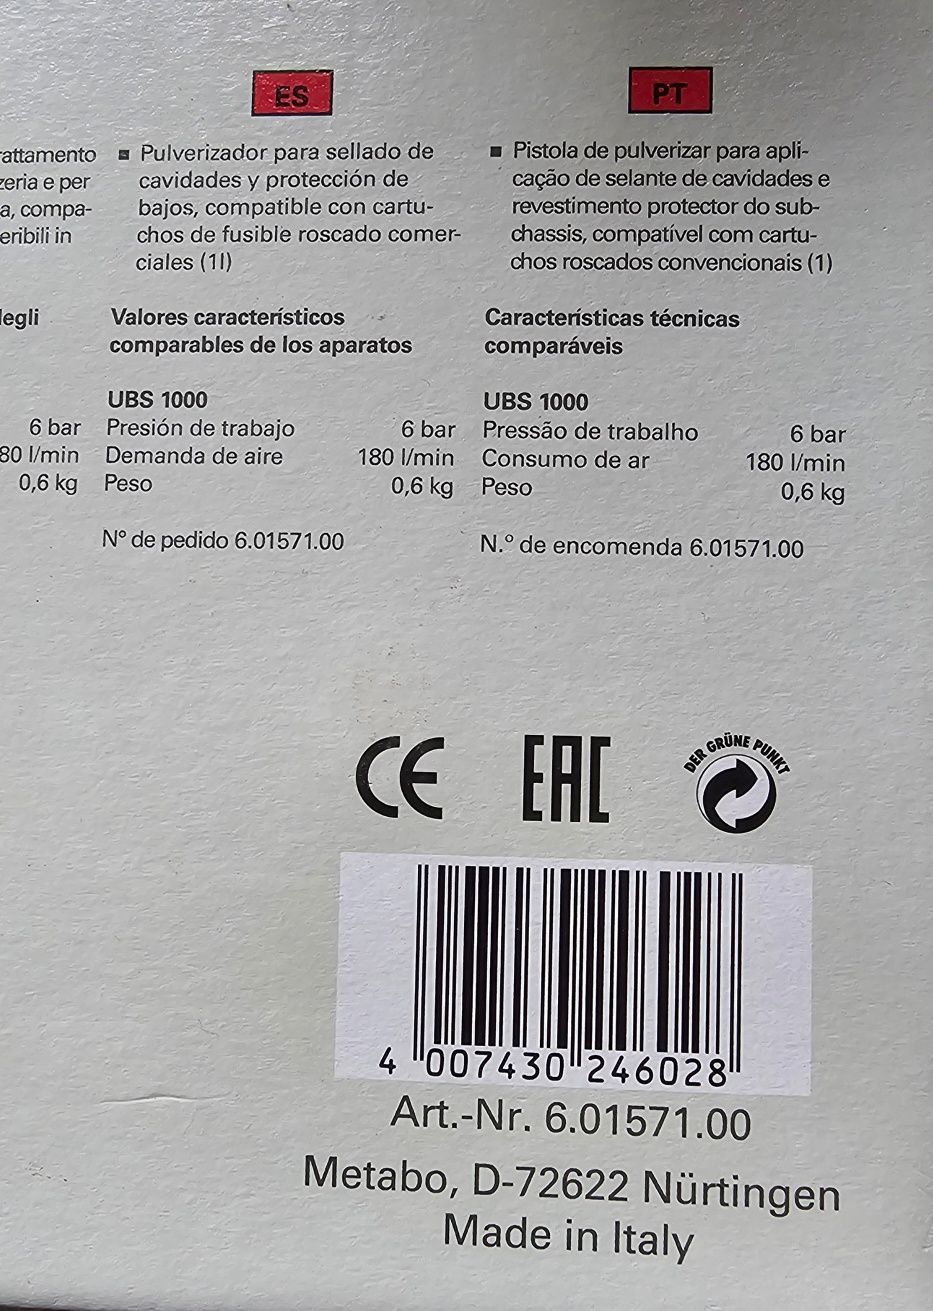 ES
PT
rattamento
zeria e per
a, compa-
eribili in
legli
6 bar
80 l/min
0,6 kg
▪ Pulverizador para sellado de
cavidades y protección de
bajos, compatible con cartu-
chos de fusible roscado comer-
ciales (1l)
Valores característicos
comparables de los aparatos
UBS 1000
Presión de trabajo 6 bar
Demanda de aire 180 l/min
Peso 0,6 kg
N° de pedido 6.01571.00
▪ Pistola de pulverizar para apli-
cação de selante de cavidades e
revestimento protector do sub-
chassis, compatível com cartu-
chos roscados convencionais (1)
Características técnicas
comparáveis
UBS 1000
Pressão de trabalho 6 bar
Consumo de ar 180 l/min
Peso 0,6 kg
N.º de encomenda 6.01571.00
CE EAC DER GRÜNE PUNKT
4 007430 246028
Art.-Nr. 6.01571.00
Metabo, D-72622 Nürtingen
Made in Italy